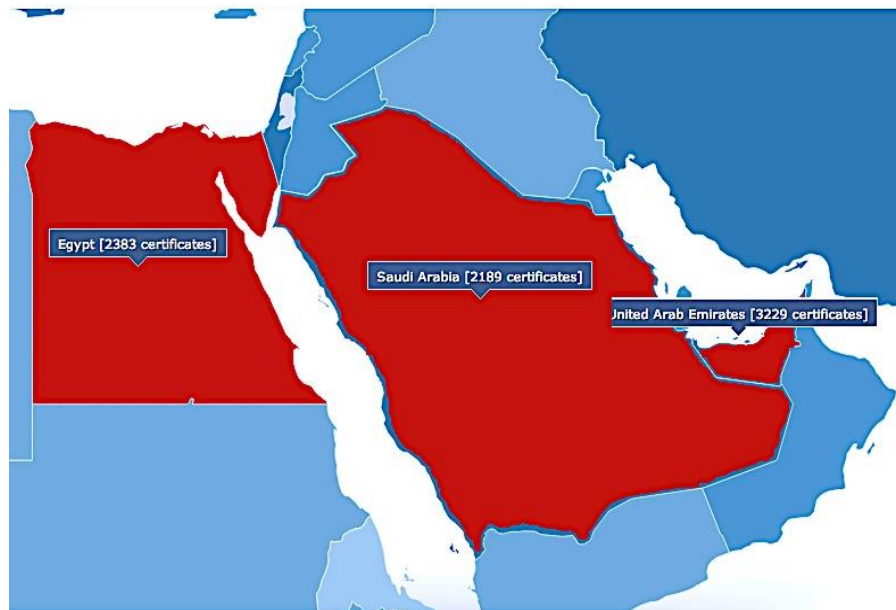 Egypt [2383 certificates]
Saudi Arabia [2189 certificates]
United Arab Emirates [3229 certificates]